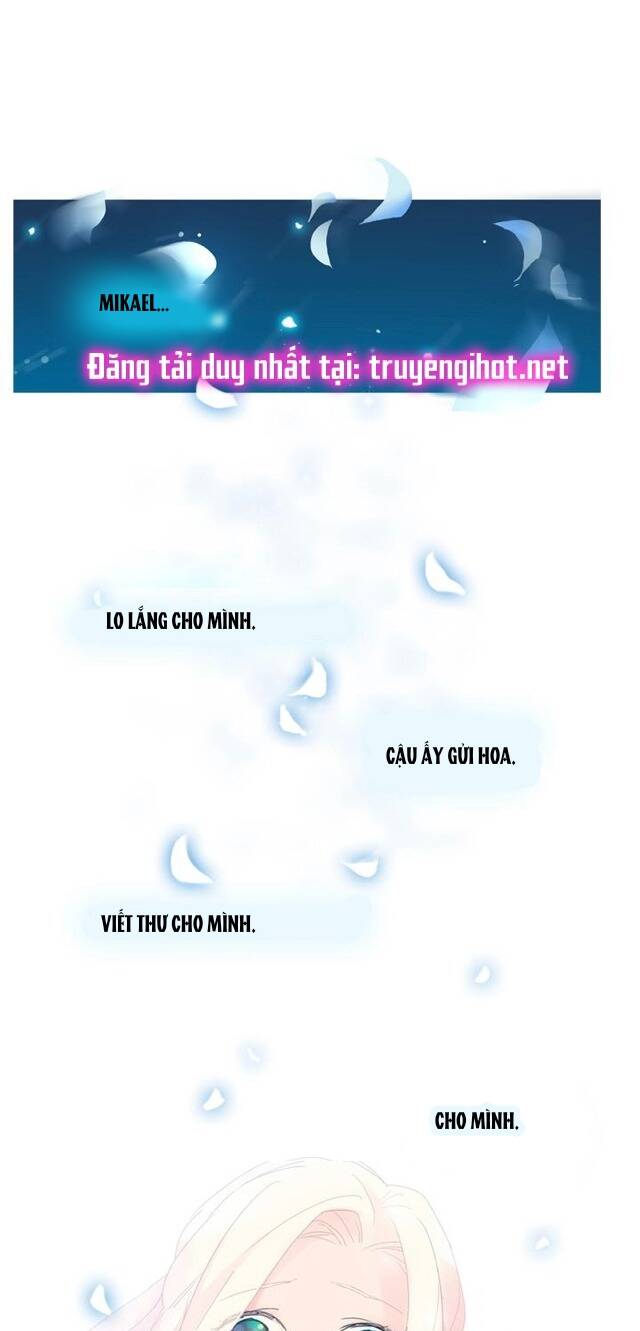 MIKAEL...
Đăng tải duy nhất tại: truyengihot.net
LO LẮNG CHO MÌNH.
CẬU ẤY GỬI HOA.
VIẾT THƯ CHO MÌNH.
CHO MÌNH.